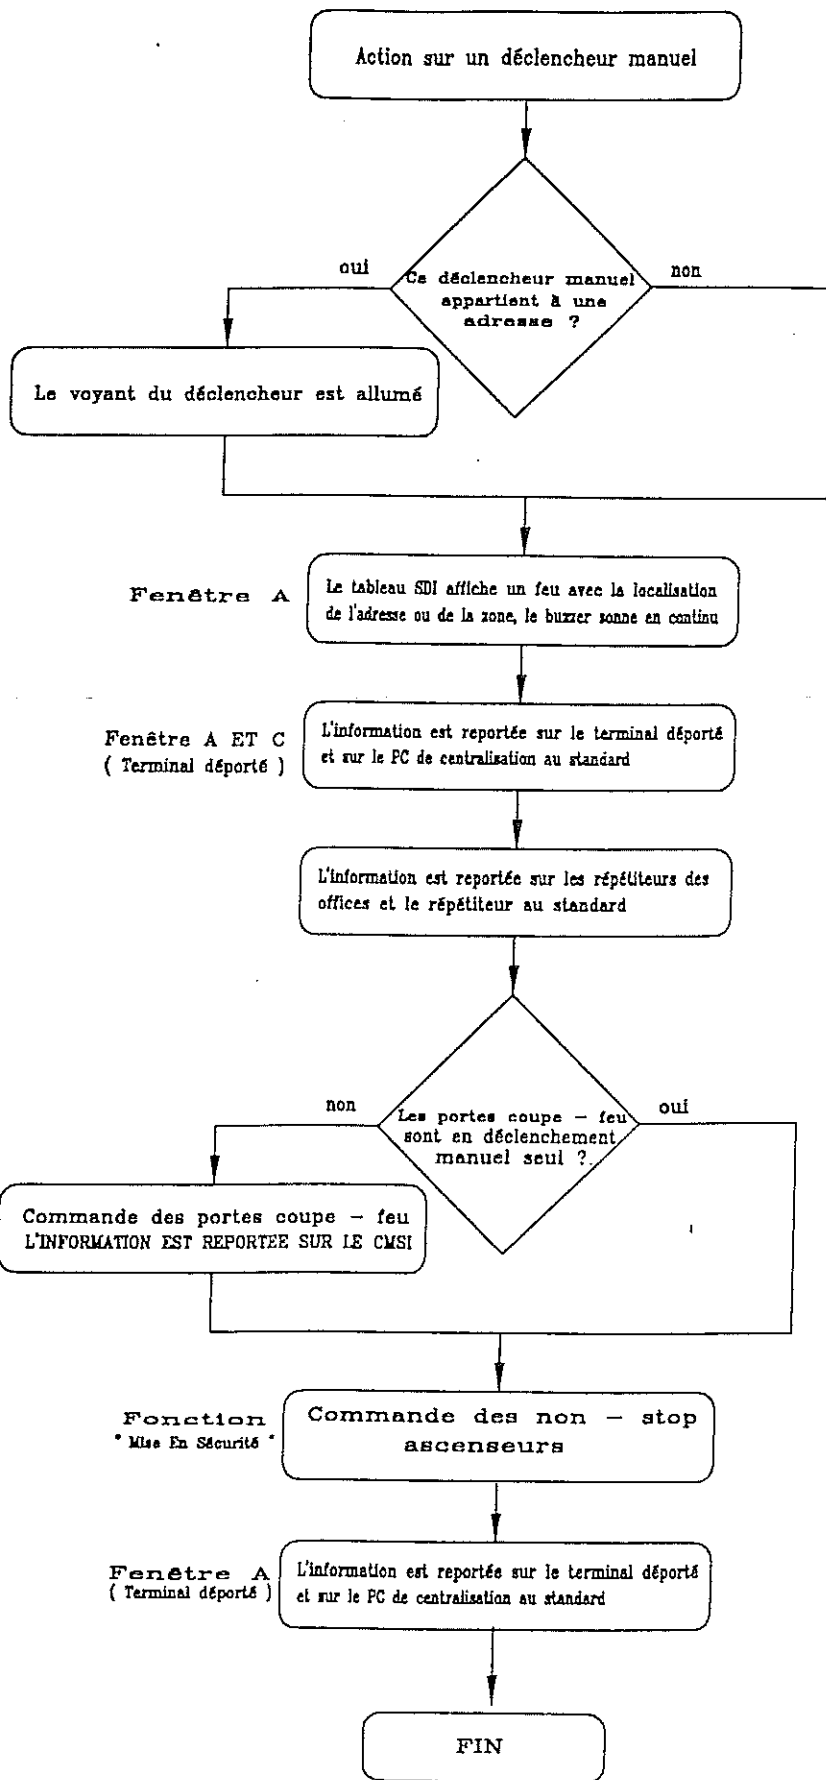 Action sur un déclencheur manuel
oui
non
Ce déclencheur manuel
appartient à une
adresse ?
Le voyant du déclencheur est allumé
Fenêtre A
Le tableau SDI affiche un feu avec la localisation
de l'adresse ou de la zone, le buzzer sonne en continu
Fenêtre A ET C
( Terminal déporté )
L'information est reportée sur le terminal déporté
et sur le PC de centralisation au standard
L'information est reportée sur les répétiteurs des
offices et le répétiteur au standard
non
oui
Les portes coupe - feu
sont en déclenchement
manuel seul ?.
Commande des portes coupe - feu
L'INFORMATION EST REPORTEE SUR LE CMSI
Fonction
" Mise En Sécurité "
Commande des non - stop
ascenseurs
Fenêtre A
( Terminal déporté )
L'information est reportée sur le terminal déporté
et sur le PC de centralisation au standard
FIN